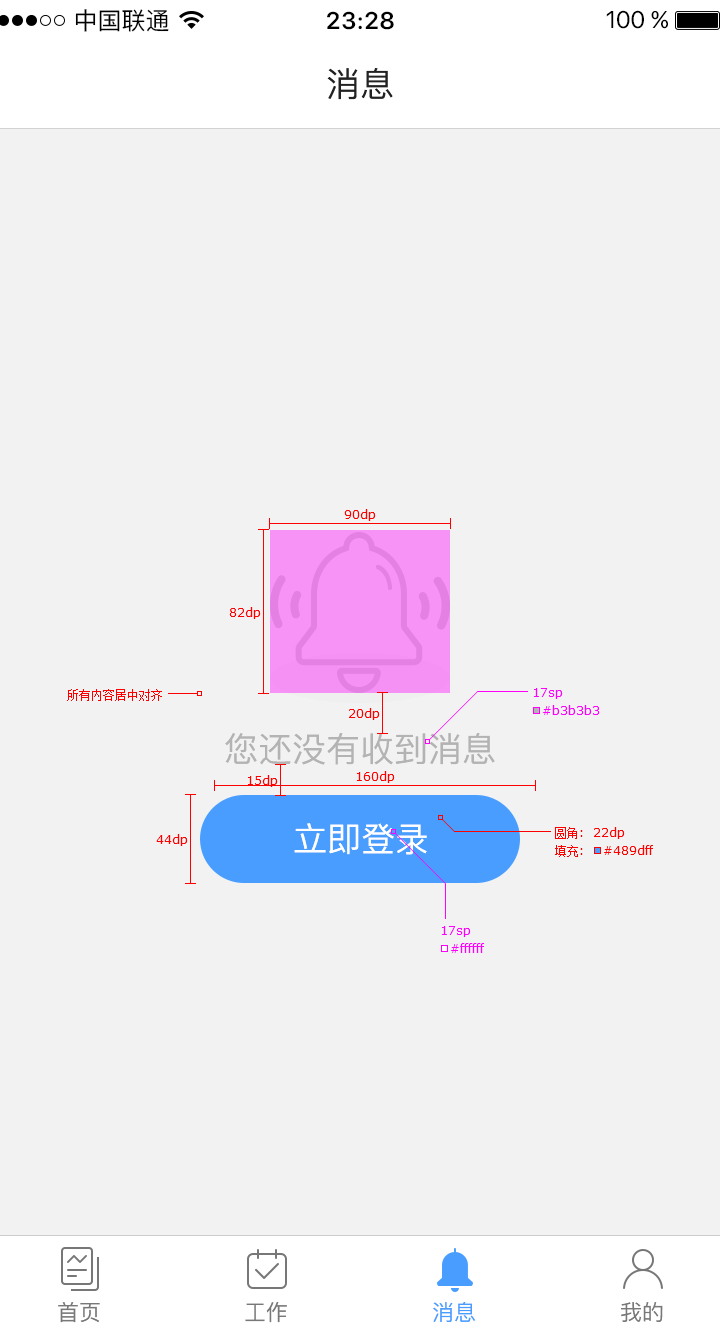 中国联通 23:28 100 %
消息
90dp
82dp
所有内容居中对齐
17sp
#b3b3b3
20dp
您还没有收到消息
15dp
160dp
44dp
立即登录
圆角: 22dp
填充: #489dff
17sp
#ffffff
首页 工作 消息 我的